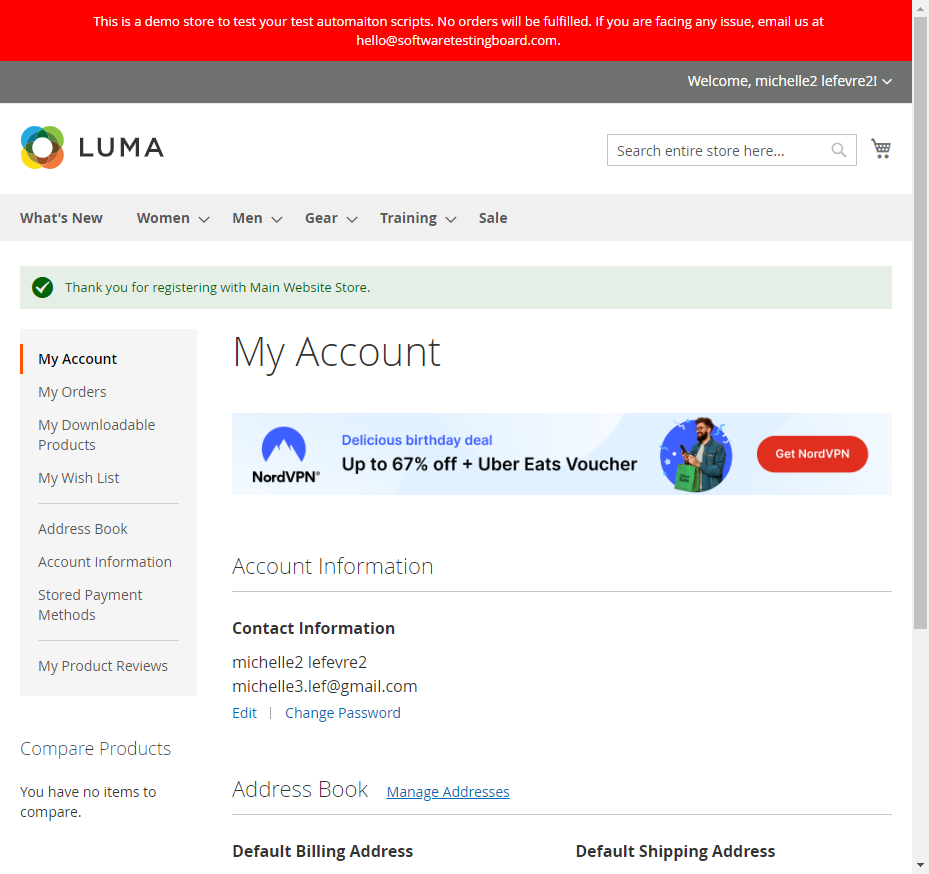 This is a demo store to test your test automaiton scripts. No orders will be fulfilled. If you are facing any issue, email us at
hello@softwaretestingboard.com.
Welcome, michelle2 lefevre2!
LUMA
Search entire store here...
What's New Women Men Gear Training Sale
Thank you for registering with Main Website Store.
My Account
My Orders
My Downloadable
Products
My Wish List
Address Book
Account Information
Stored Payment
Methods
My Product Reviews
Compare Products
You have no items to
compare.
My Account
NordVPN®
Delicious birthday deal
Up to 67% off + Uber Eats Voucher
Get NordVPN
Account Information
Contact Information
michelle2 lefevre2
michelle3.lef@gmail.com
Edit | Change Password
Address Book Manage Addresses
Default Billing Address Default Shipping Address